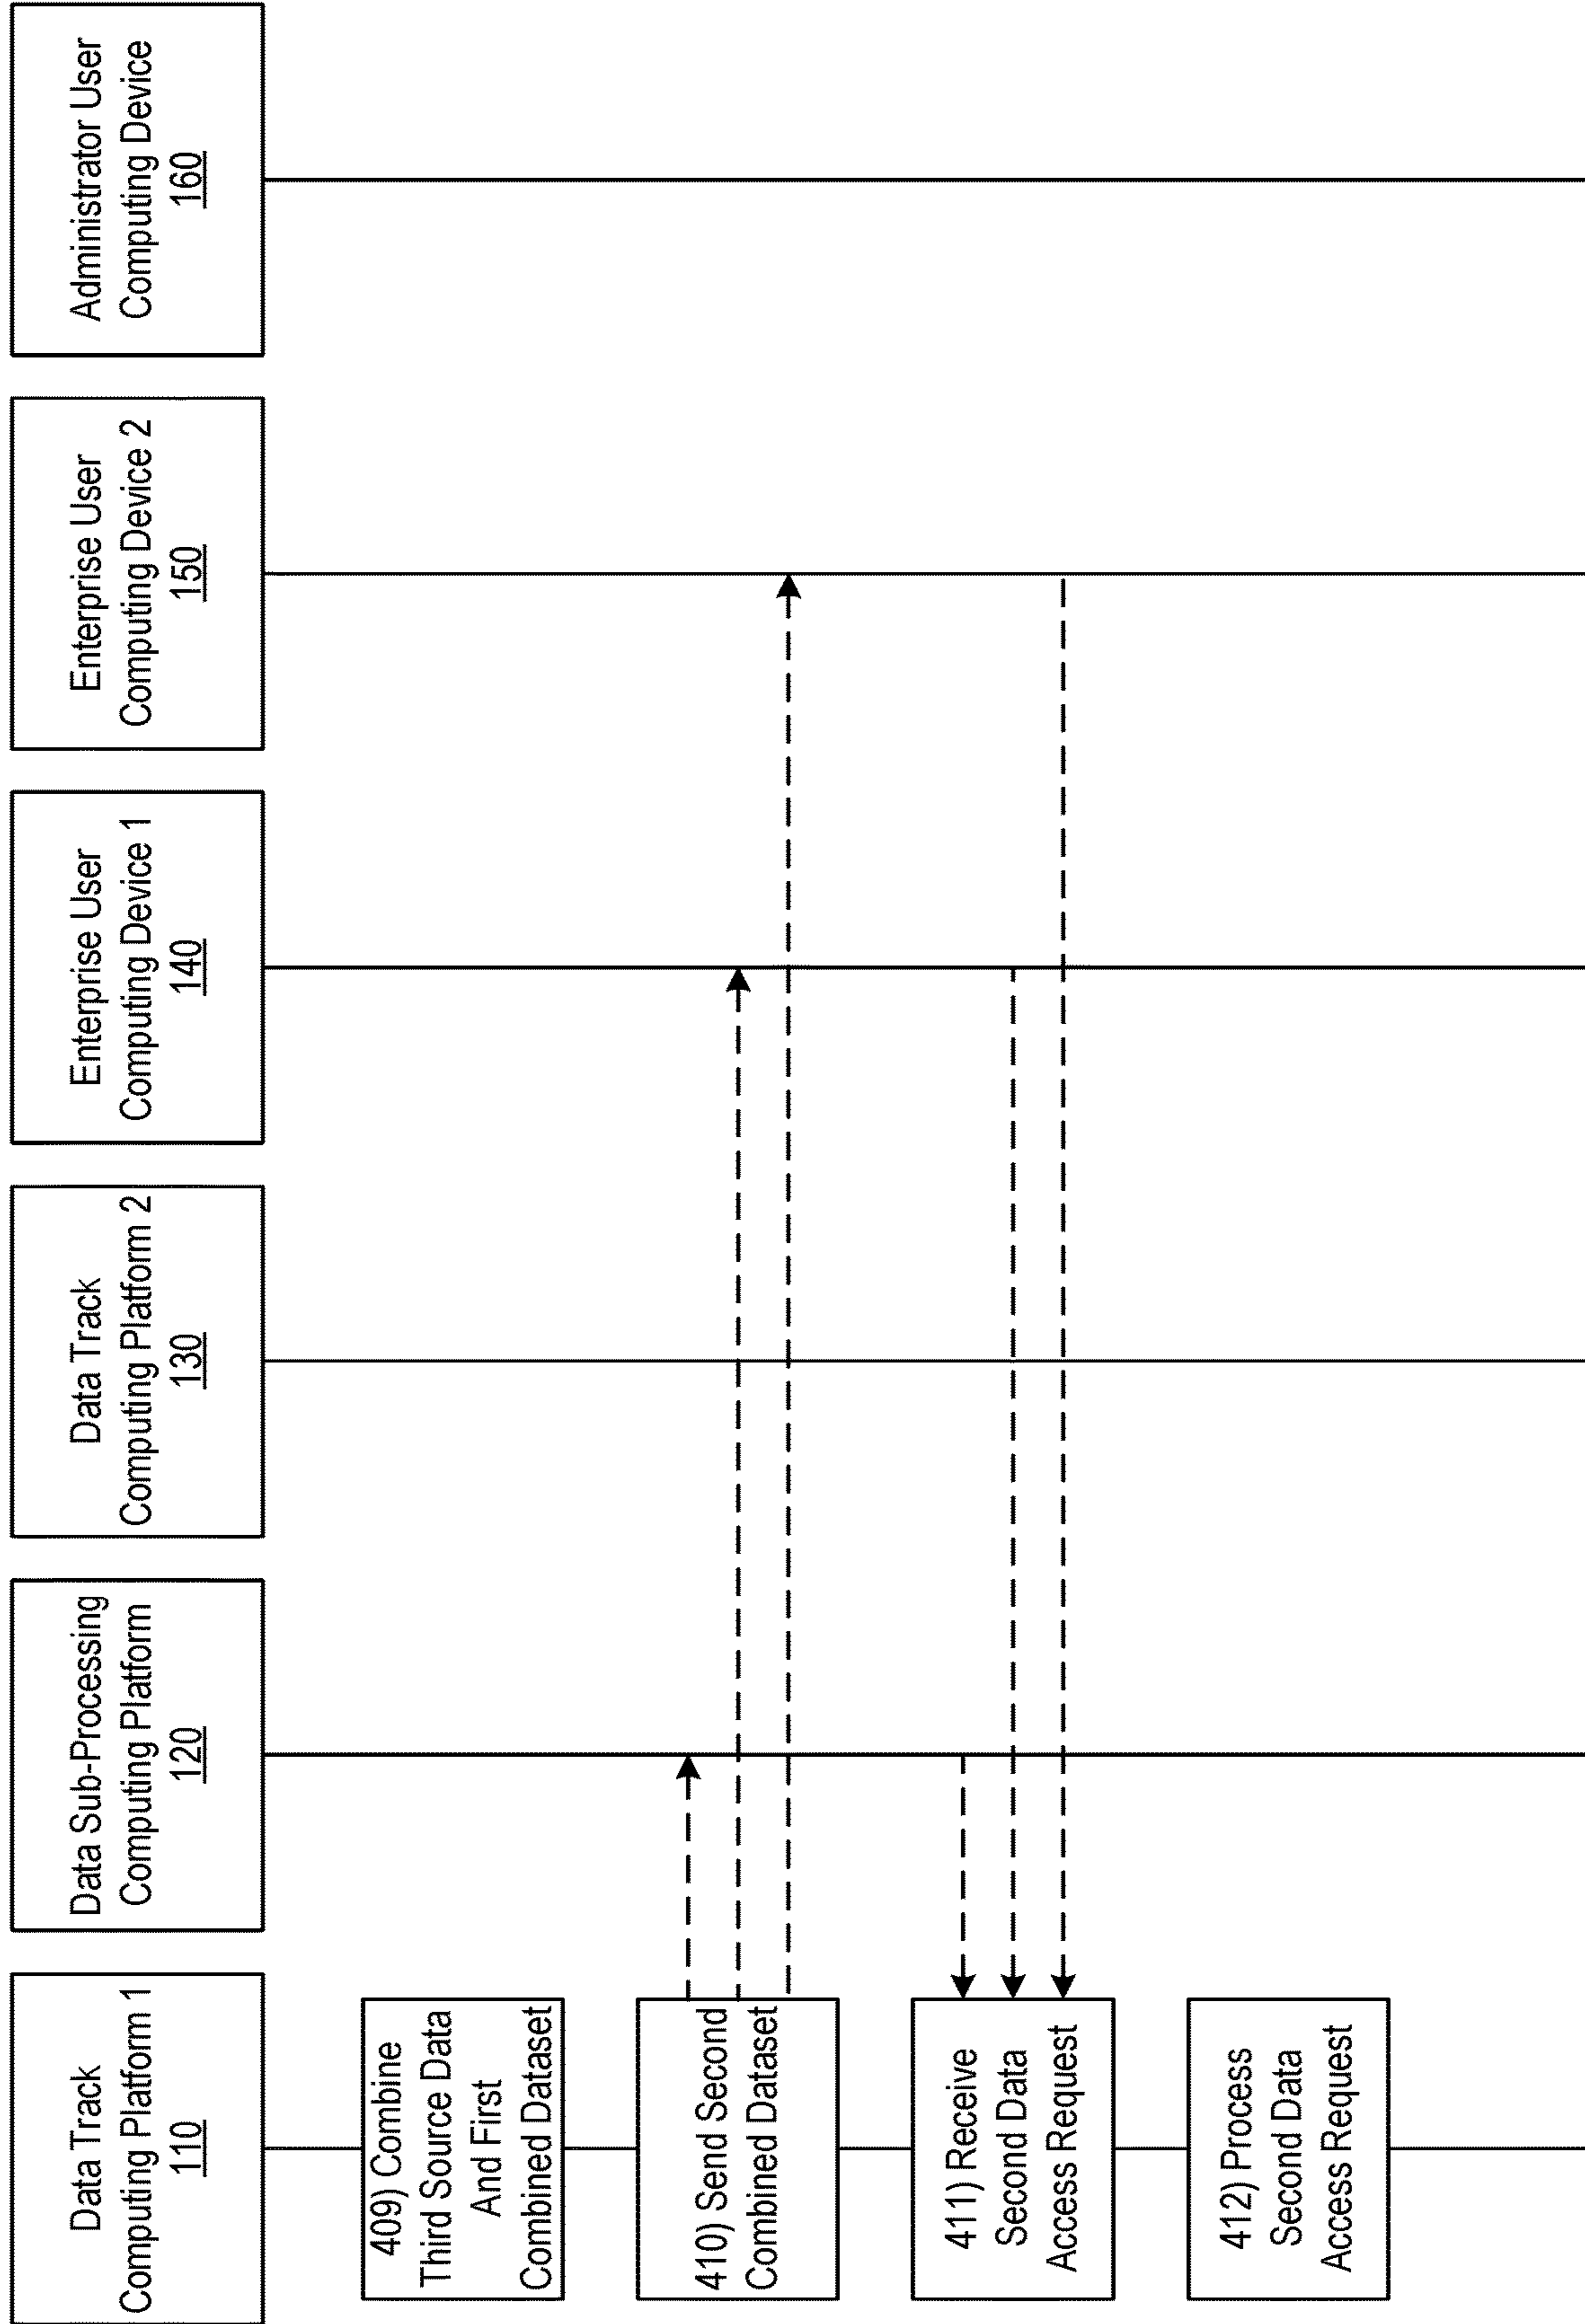 Data Track
Computing Platform 1
110
Data Sub-Processing
Computing Platform
120
Data Track
Computing Platform 2
130
Enterprise User
Computing Device 1
140
Enterprise User
Computing Device 2
150
Administrator User
Computing Device
160
409) Combine
Third Source Data
And First
Combined Dataset
410) Send Second
Combined Dataset
411) Receive
Second Data
Access Request
412) Process
Second Data
Access Request